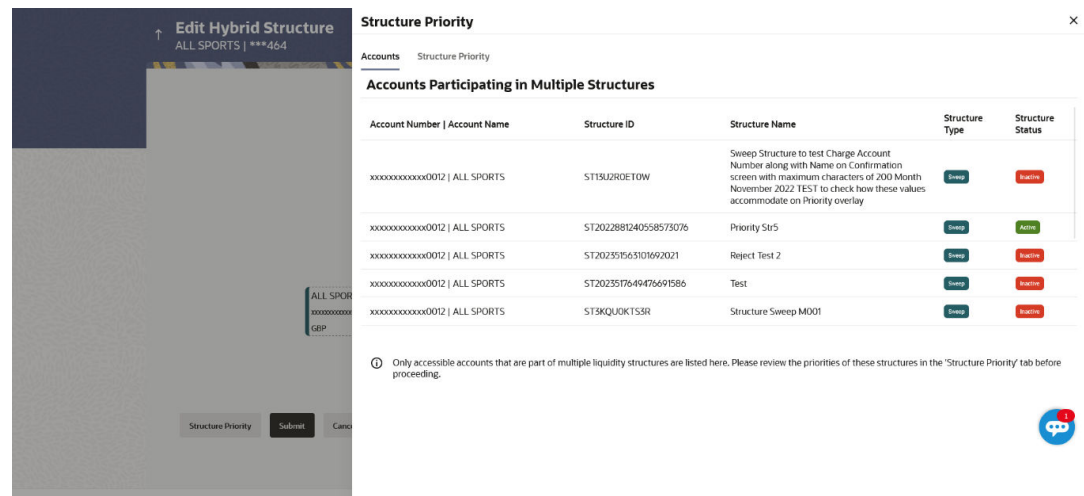 Edit Hybrid Structure
ALL SPORTS | ***464
ALL SPOR
xxxxxxxxxxx
GBP
Structure Priority
Submit
Cance
Structure Priority
Accounts
Structure Priority
Accounts Participating in Multiple Structures
Account Number | Account Name
Structure ID
Structure Name
Structure
Type
Structure
Status
xxxxxxxxxxxx0012 | ALL SPORTS
ST13U2R0ET0W
Sweep Structure to test Charge Account
Number along with Name on Confirmation
screen with maximum characters of 200 Month
November 2022 TEST to check how these values
accommodate on Priority overlay
Sweep
Inactive
xxxxxxxxxxxx0012 | ALL SPORTS
ST2022881240558573076
Priority Str5
Sweep
Active
xxxxxxxxxxxx0012 | ALL SPORTS
ST202351563101692021
Reject Test 2
Sweep
Inactive
xxxxxxxxxxxx0012 | ALL SPORTS
ST2023517649476691586
Test
Sweep
Inactive
xxxxxxxxxxxx0012 | ALL SPORTS
ST3KQU0KTS3R
Structure Sweep M001
Sweep
Inactive
Only accessible accounts that are part of multiple liquidity structures are listed here. Please review the priorities of these structures in the 'Structure Priority' tab before
proceeding.
1